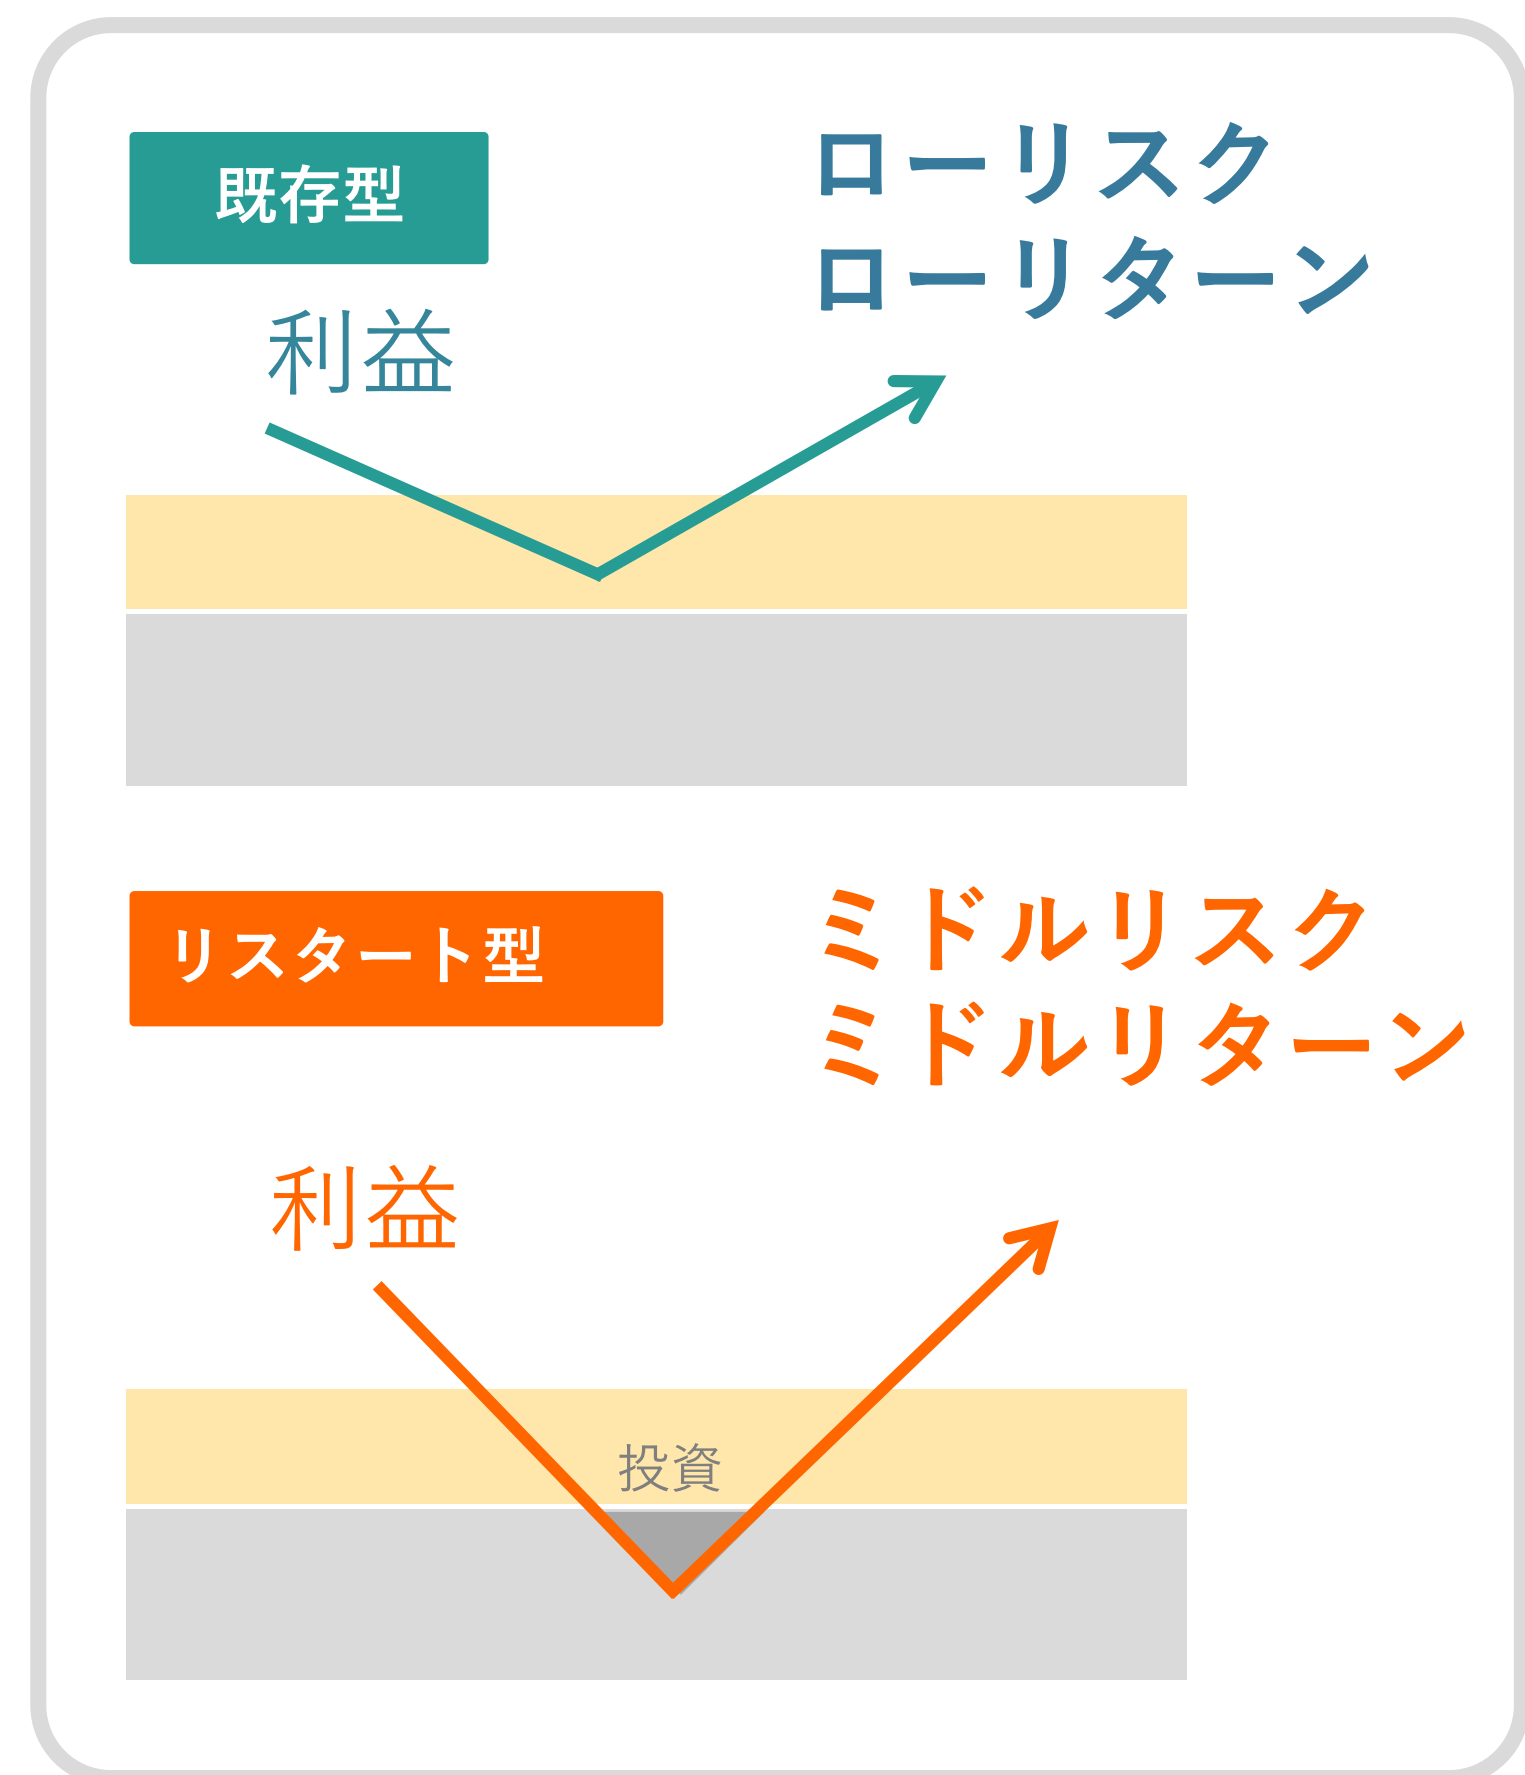 既存型
ローリスク
ローリターン
利益
リスタート型
ミドルリスク
ミドルリターン
利益
投資